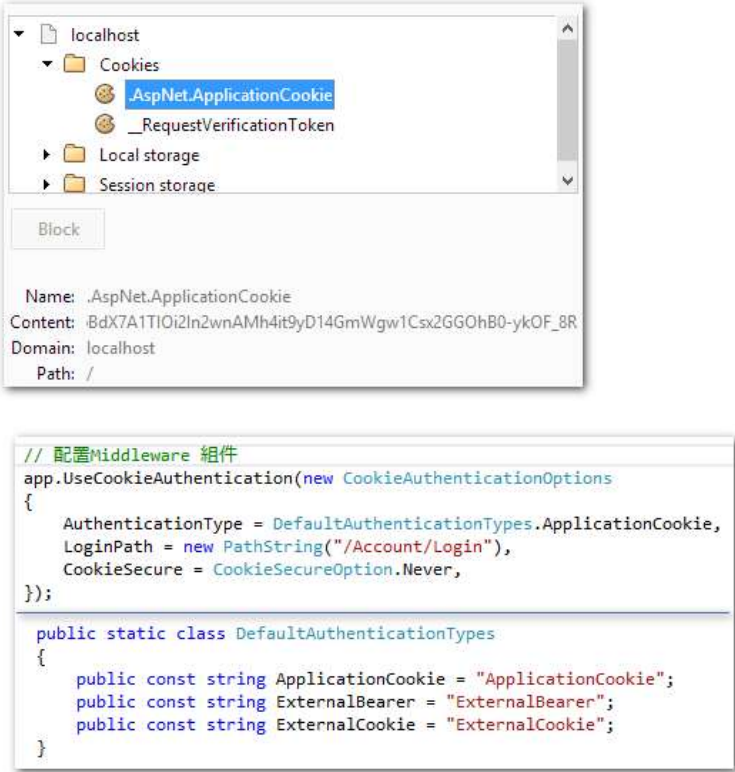 localhost
Cookies
.AspNet.ApplicationCookie
__RequestVerificationToken
Local storage
Session storage
Block
Name: .AspNet.ApplicationCookie
Content: BdX7A1TIOi2In2wnAMh4it9yD14GmWgw1Csx2GGOhB0-ykOF_8R
Domain: localhost
Path: /
// 配置Middleware 組件
app.UseCookieAuthentication(new CookieAuthenticationOptions
{
AuthenticationType = DefaultAuthenticationTypes.ApplicationCookie,
LoginPath = new PathString("/Account/Login"),
CookieSecure = CookieSecureOption.Never,
});
public static class DefaultAuthenticationTypes
{
public const string ApplicationCookie = "ApplicationCookie";
public const string ExternalBearer = "ExternalBearer";
public const string ExternalCookie = "ExternalCookie";
}